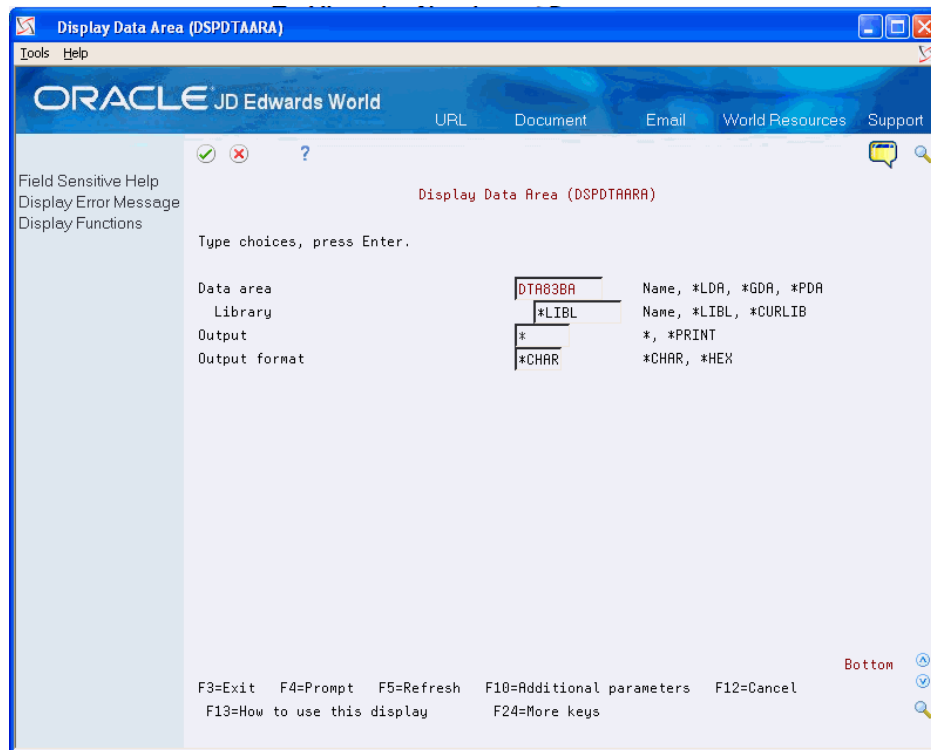 Display Data Area (DSPDTAARA)
Tools Help
ORACLE JD Edwards World
URL Document Email World Resources Support
?
Field Sensitive Help
Display Error Message
Display Functions
Display Data Area (DSPDTAARA)
Type choices, press Enter.
Data area DTA83BA Name, *LDA, *GDA, *PDA
Library *LIBL Name, *LIBL, *CURLIB
Output * *, *PRINT
Output format *CHAR *CHAR, *HEX
Bottom
F3=Exit F4=Prompt F5=Refresh F10=Additional parameters F12=Cancel
F13=How to use this display F24=More keys